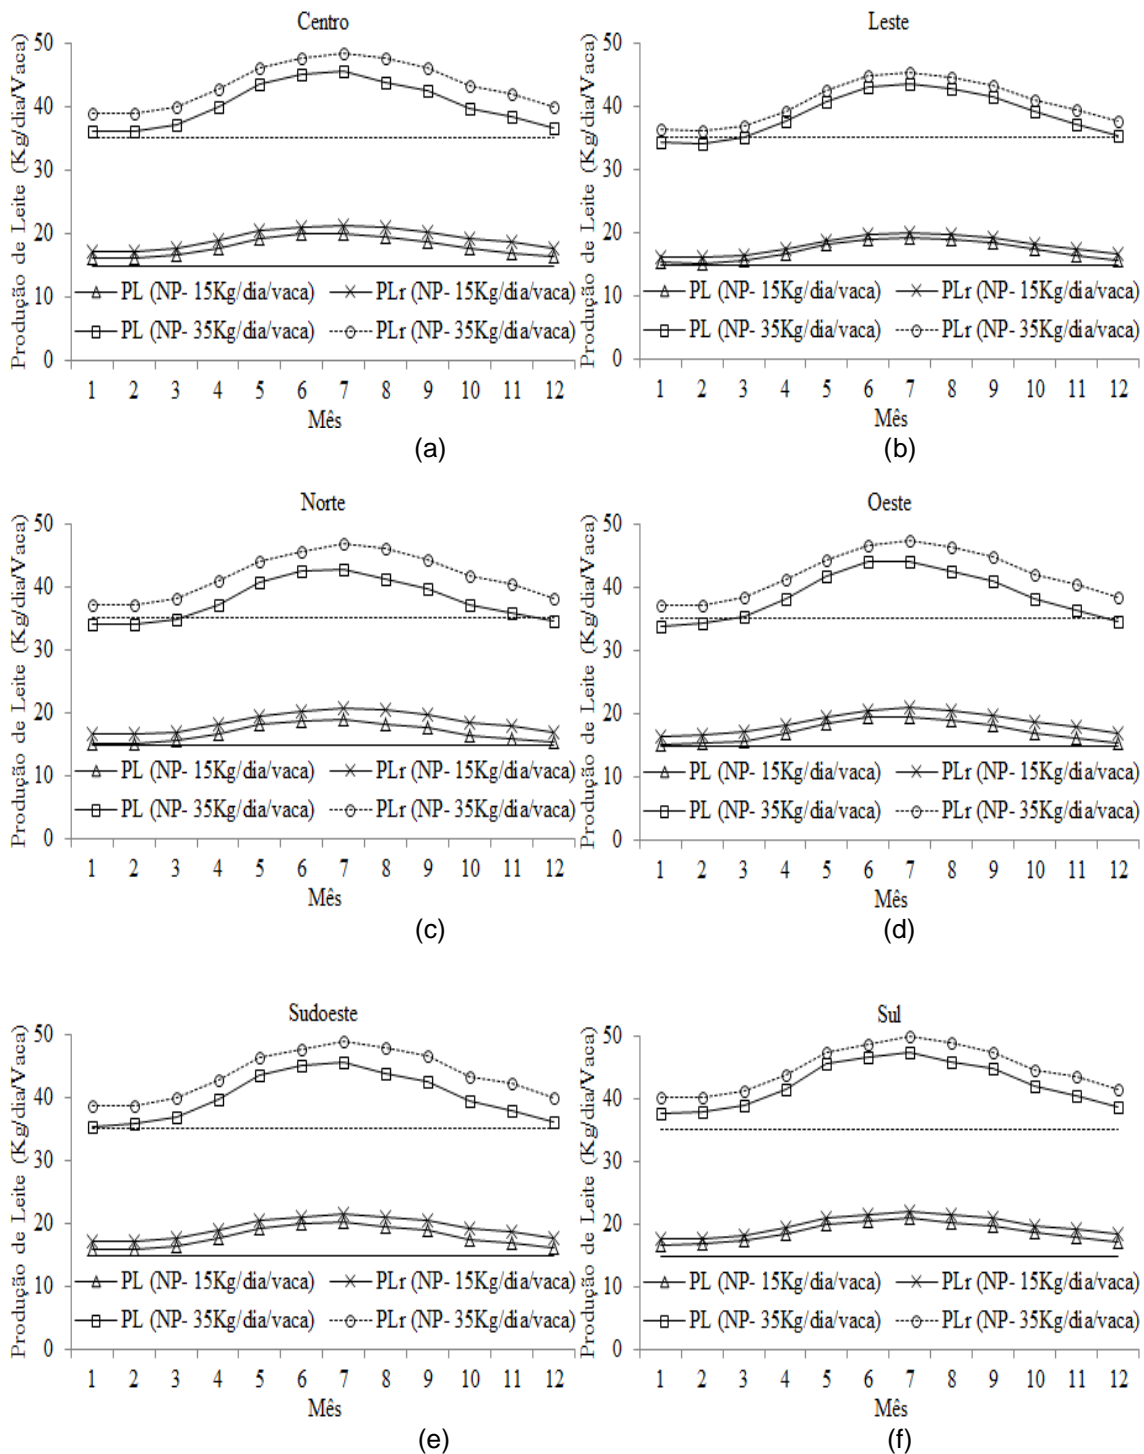 Centro
Produção de Leite (Kg/dia/Vaca)
50
40
30
20
10
0
PL (NP- 15Kg/dia/vaca)
PLr (NP- 15Kg/dia/vaca)
PL (NP- 35Kg/dia/vaca)
PLr (NP- 35Kg/dia/vaca)
1 2 3 4 5 6 7 8 9 10 11 12
Mês
(a)
Leste
Produção de Leite (Kg/dia/Vaca)
50
40
30
20
10
0
PL (NP- 15Kg/dia/vaca)
PLr (NP- 15Kg/dia/vaca)
PL (NP- 35Kg/dia/vaca)
PLr (NP- 35Kg/dia/vaca)
1 2 3 4 5 6 7 8 9 10 11 12
Mês
(b)
Norte
Produção de Leite (Kg/dia/Vaca)
50
40
30
20
10
0
PL (NP- 15Kg/dia/vaca)
PLr (NP- 15Kg/dia/vaca)
PL (NP- 35Kg/dia/vaca)
PLr (NP- 35Kg/dia/vaca)
1 2 3 4 5 6 7 8 9 10 11 12
Mês
(c)
Oeste
Produção de Leite (Kg/dia/Vaca)
50
40
30
20
10
0
PL (NP- 15Kg/dia/vaca)
PLr (NP- 15Kg/dia/vaca)
PL (NP- 35Kg/dia/vaca)
PLr (NP- 35Kg/dia/vaca)
1 2 3 4 5 6 7 8 9 10 11 12
Mês
(d)
Sudoeste
Produção de Leite (Kg/dia/Vaca)
50
40
30
20
10
0
PL (NP- 15Kg/dia/vaca)
PLr (NP- 15Kg/dia/vaca)
PL (NP- 35Kg/dia/vaca)
PLr (NP- 35Kg/dia/vaca)
1 2 3 4 5 6 7 8 9 10 11 12
Mês
(e)
Sul
Produção de Leite (Kg/dia/Vaca)
50
40
30
20
10
0
PL (NP- 15Kg/dia/vaca)
PLr (NP- 15Kg/dia/vaca)
PL (NP- 35Kg/dia/vaca)
PLr (NP- 35Kg/dia/vaca)
1 2 3 4 5 6 7 8 9 10 11 12
Mês
(f)